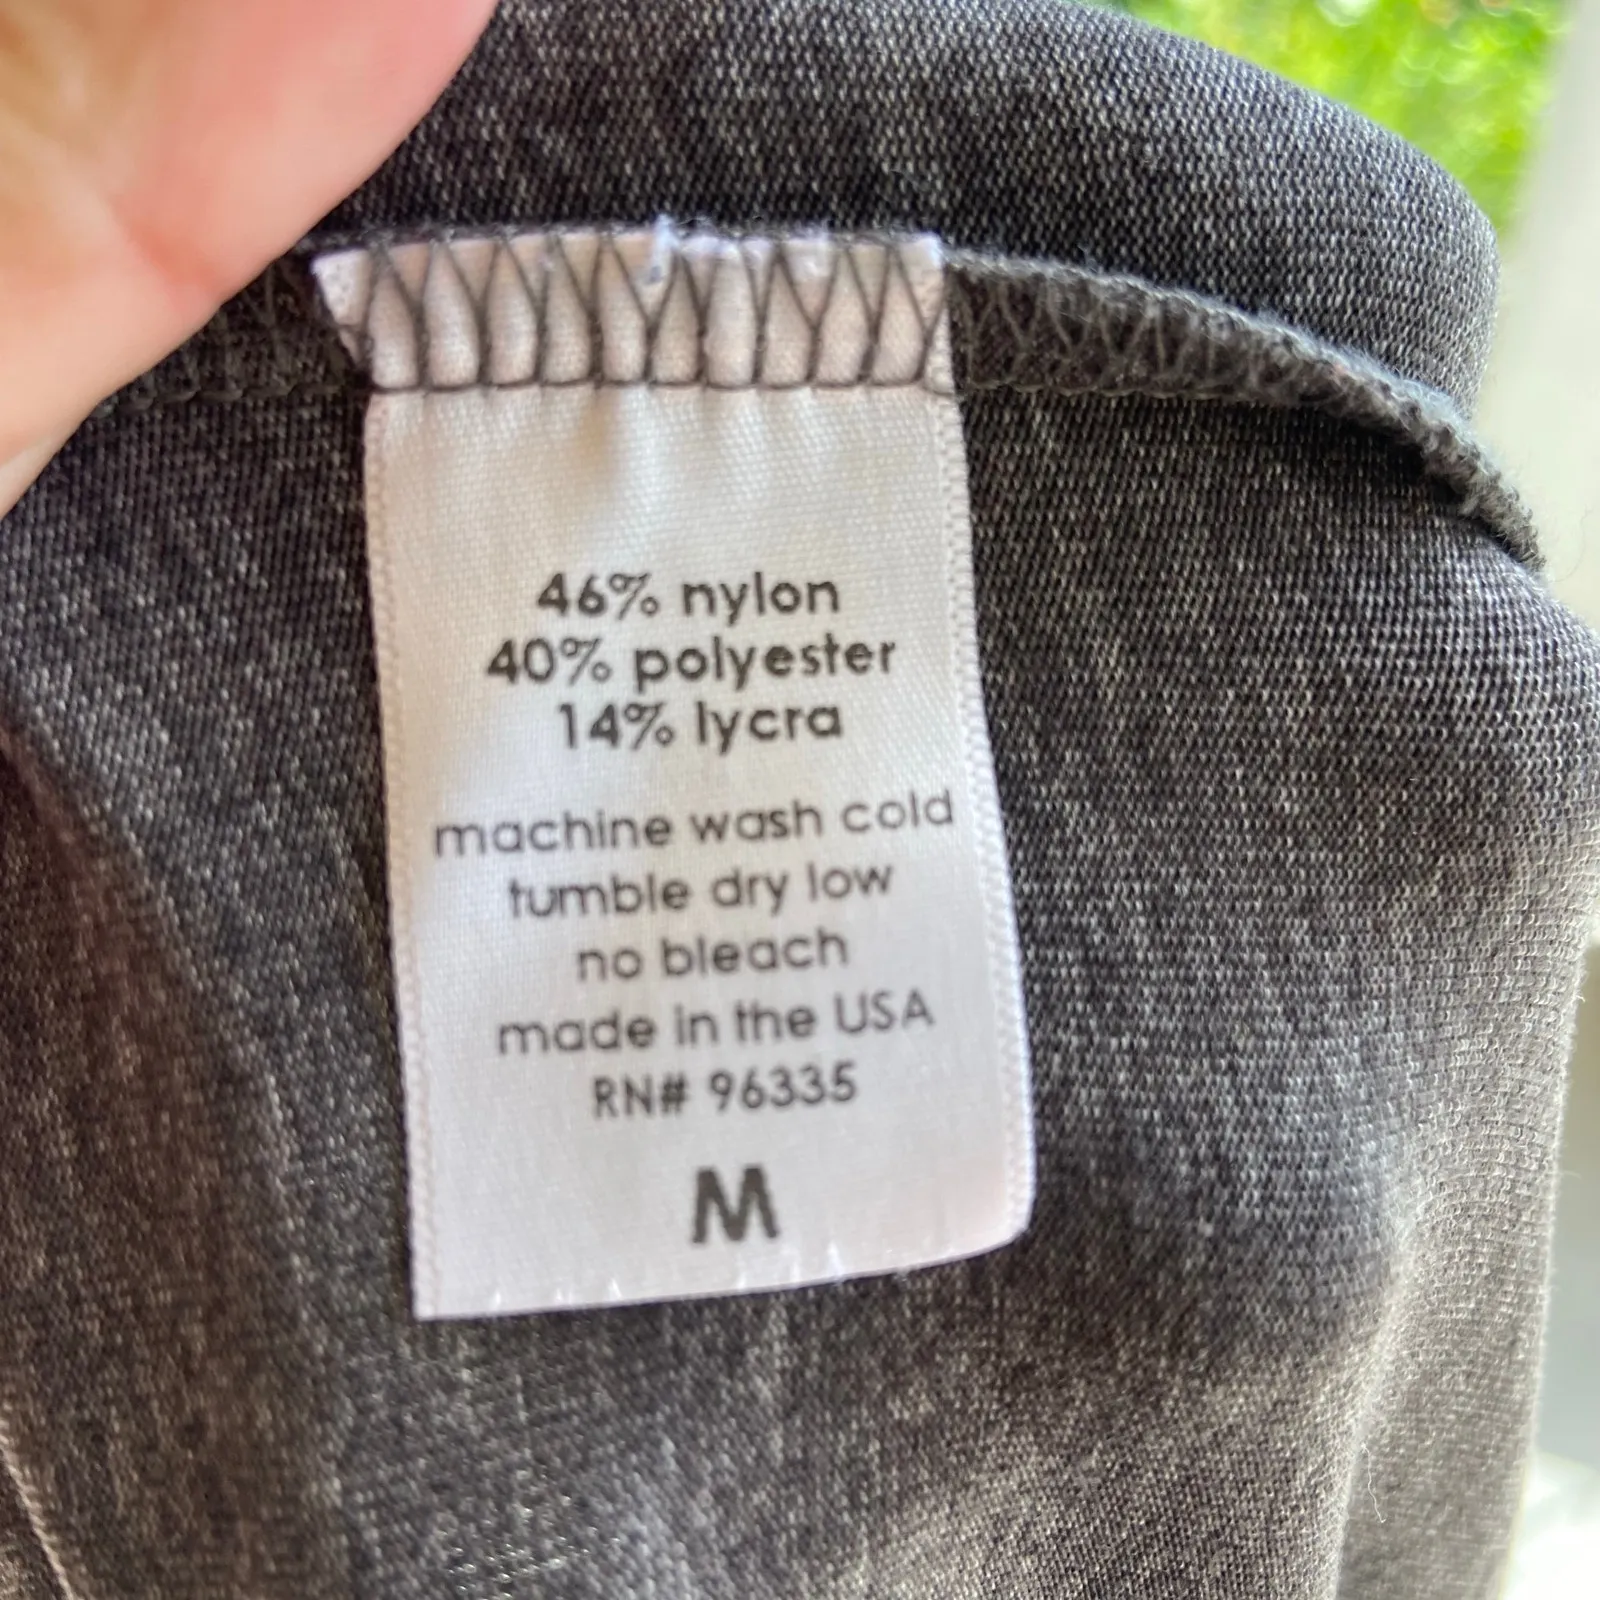 46% nylon
40% polyester
14% lycra
machine wash cold
tumble dry low
no bleach
made in the USA
RN# 96335
M